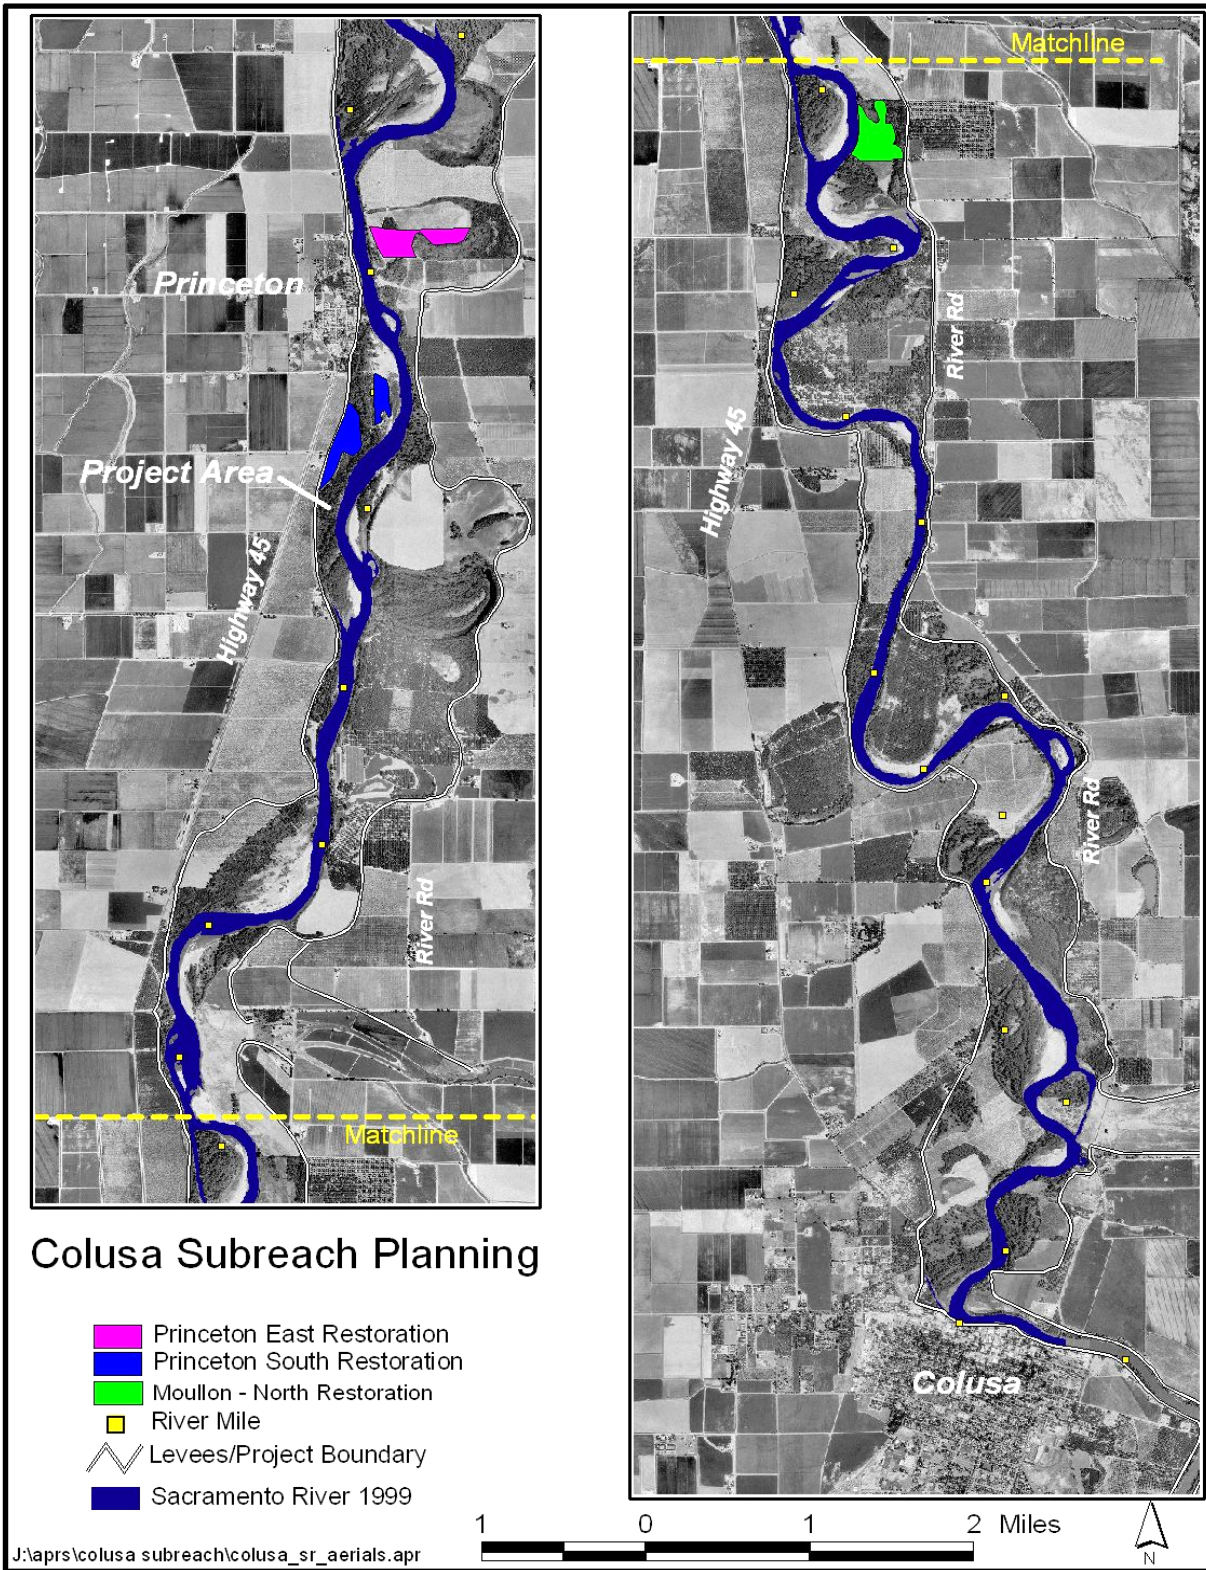 Princeton
Project Area
Highway 45
River Rd
Matchline
Matchline
River Rd
Highway 45
River Rd
Colusa
Colusa Subreach Planning
Princeton East Restoration
Princeton South Restoration
Moullon - North Restoration
River Mile
Levees/Project Boundary
Sacramento River 1999
1 0 1 2 Miles
N
J:\aprs\colusa subreach\colusa_sr_aerials.apr